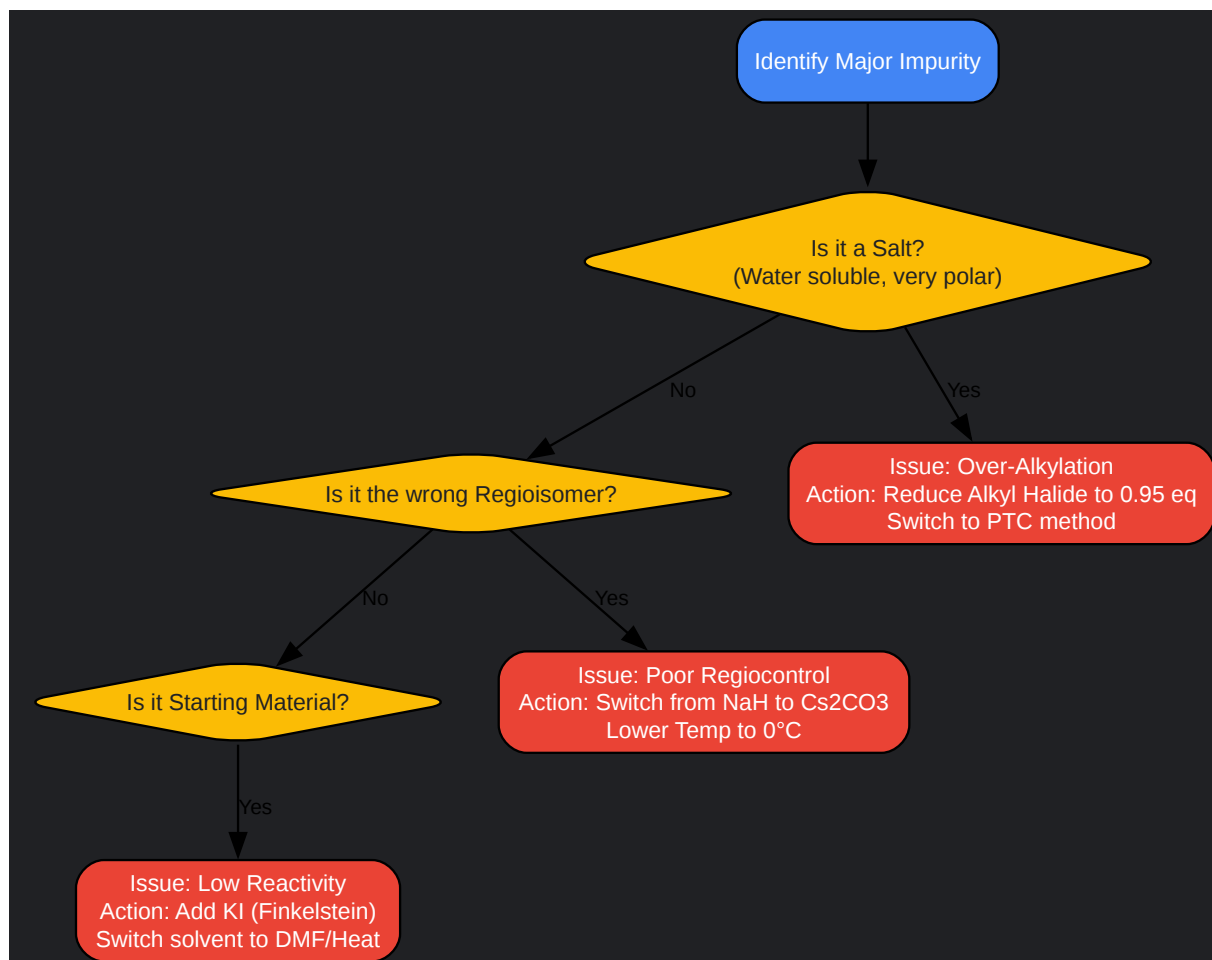 Identify Major Impurity
Is it a Salt?
(Water soluble, very polar)
No
Yes
Is it the wrong Regioisomer?
Issue: Over-Alkylation
Action: Reduce Alkyl Halide to 0.95 eq
Switch to PTC method
No
Yes
Is it Starting Material?
Issue: Poor Regiocontrol
Action: Switch from NaH to Cs2CO3
Lower Temp to 0°C
Yes
Issue: Low Reactivity
Action: Add KI (Finkelstein)
Switch solvent to DMF/Heat